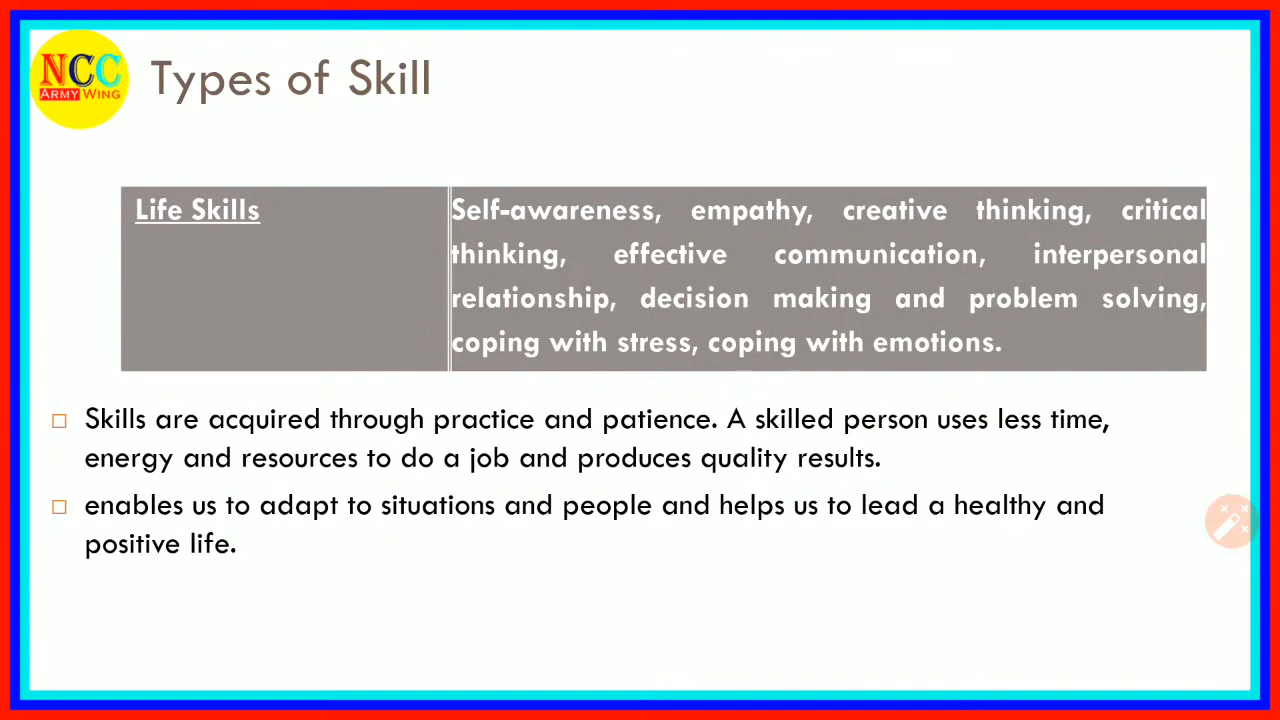 NCC
ARMY WING
Types of Skill
Life Skills
Self-awareness, empathy, creative thinking, critical
thinking, effective communication, interpersonal
relationship, decision making and problem solving,
coping with stress, coping with emotions.
Skills are acquired through practice and patience. A skilled person uses less time,
energy and resources to do a job and produces quality results.
enables us to adapt to situations and people and helps us to lead a healthy and
positive life.